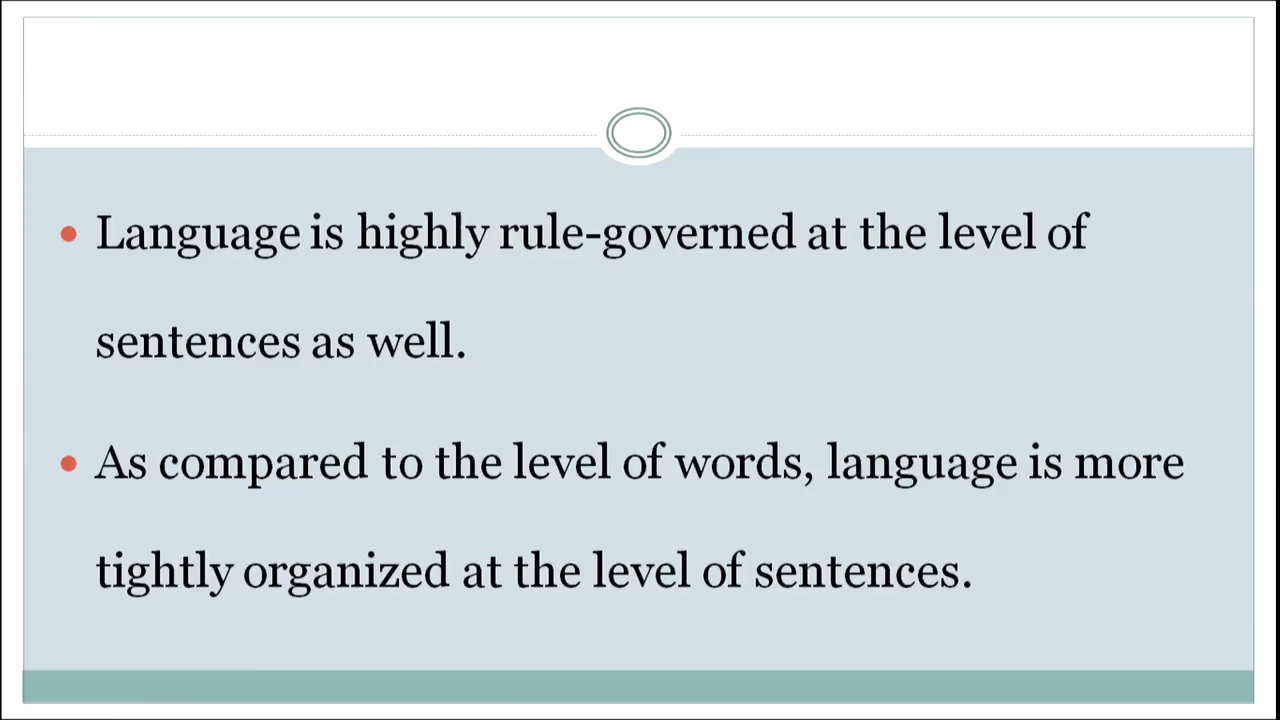 Language is highly rule-governed at the level of
sentences as well.
As compared to the level of words, language is more
tightly organized at the level of sentences.